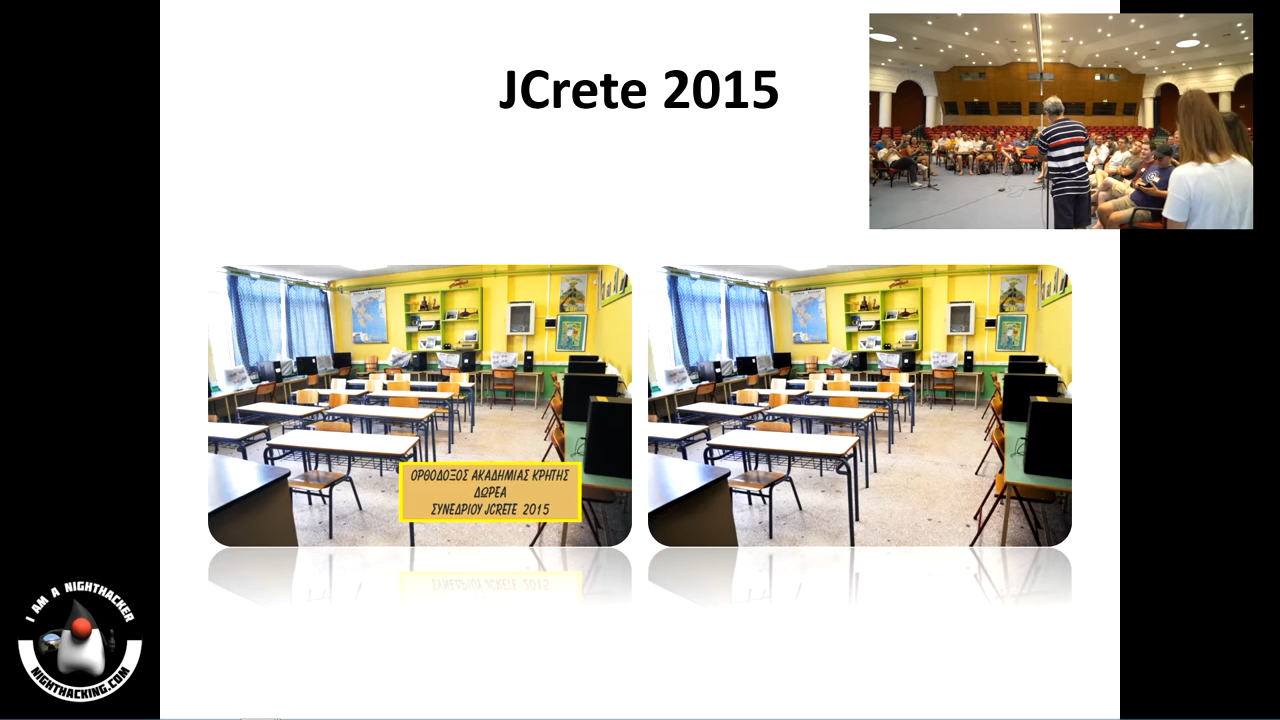 JCrete 2015
ΟΡΘΟΔΟΞΟΣ ΑΚΑΔΗΜΙΑΣ ΚΡΗΤΗΣ
ΔΩΡΕΑ
ΣΥΝΕΔΡΙΟΥ JCRETE 2015
I AM A NIGHTHACKER
NIGHTHACKING.COM